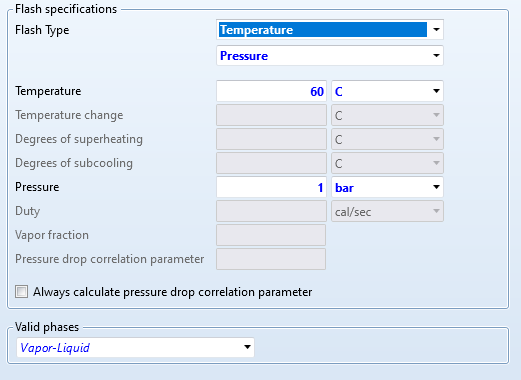 Flash specifications
Flash Type Temperature
Pressure
Temperature 60 C
Temperature change C
Degrees of superheating C
Degrees of subcooling C
Pressure 1 bar
Duty cal/sec
Vapor fraction
Pressure drop correlation parameter
Always calculate pressure drop correlation parameter
Valid phases
Vapor-Liquid